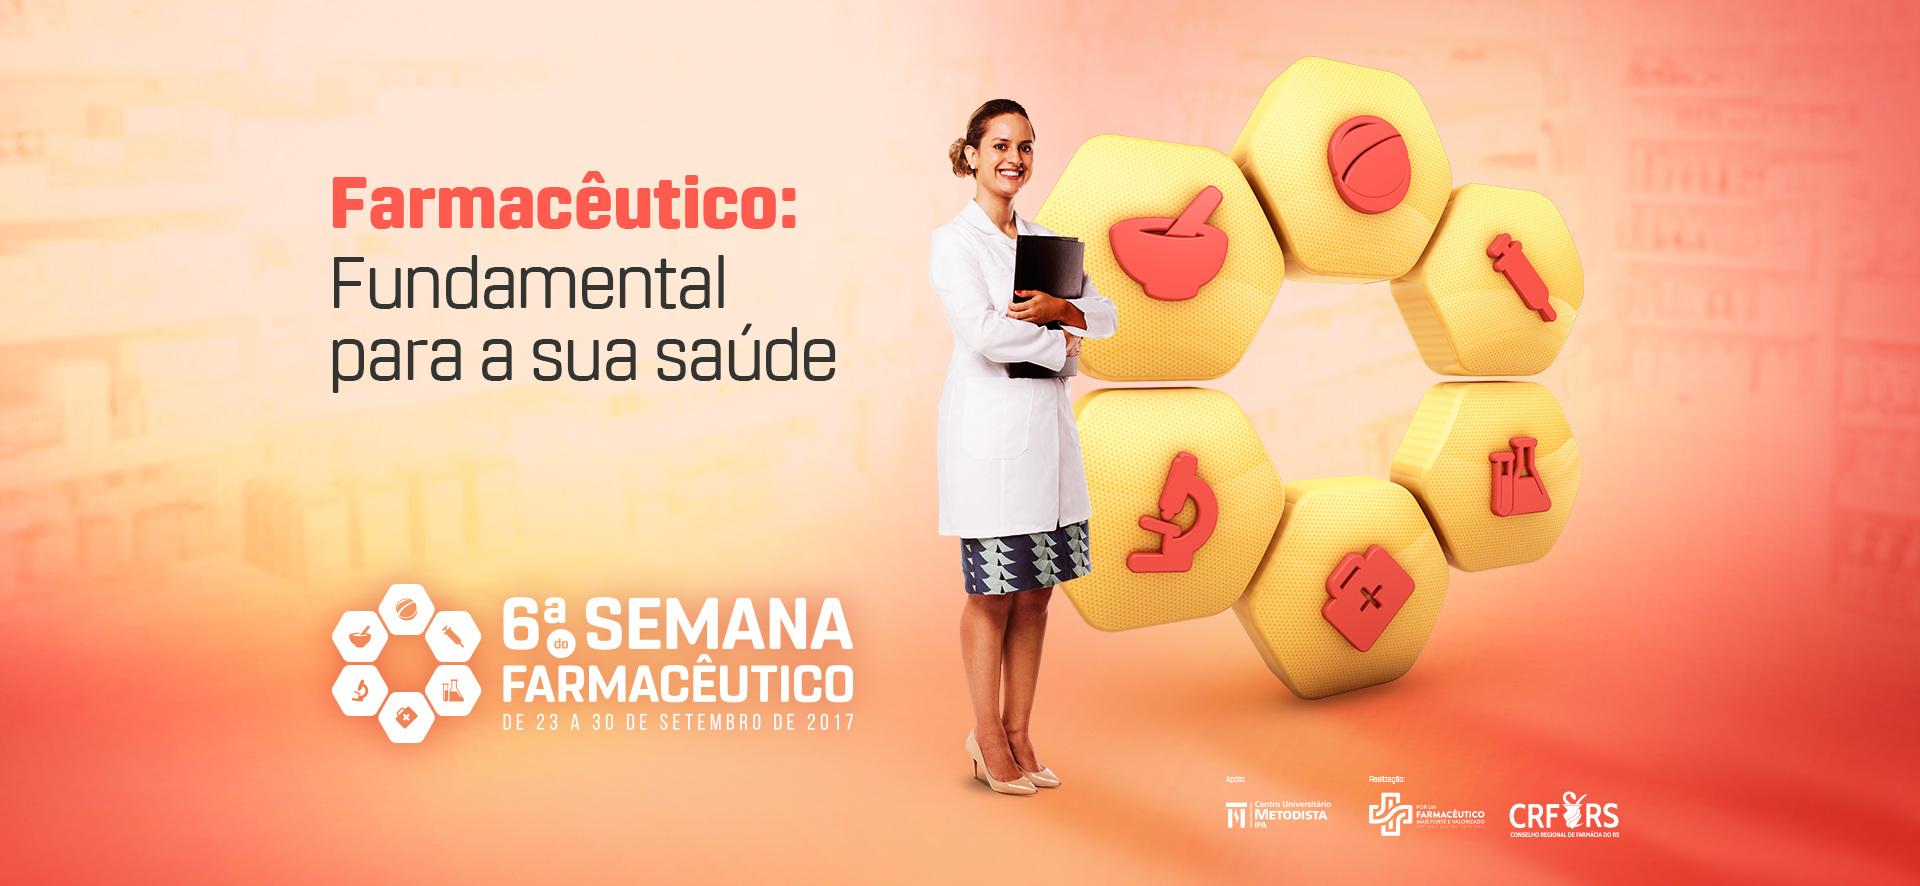 Farmacêutico:
Fundamental
para a sua saúde
6ª do SEMANA
FARMACÊUTICO
DE 23 A 30 DE SETEMBRO DE 2017
Apoio:
Centro Universitário
METODISTA
IPA
Realização:
POR UM
FARMACÊUTICO
MAIS FORTE E VALORIZADO
CRF RS
CONSELHO REGIONAL DE FARMÁCIA DO RS